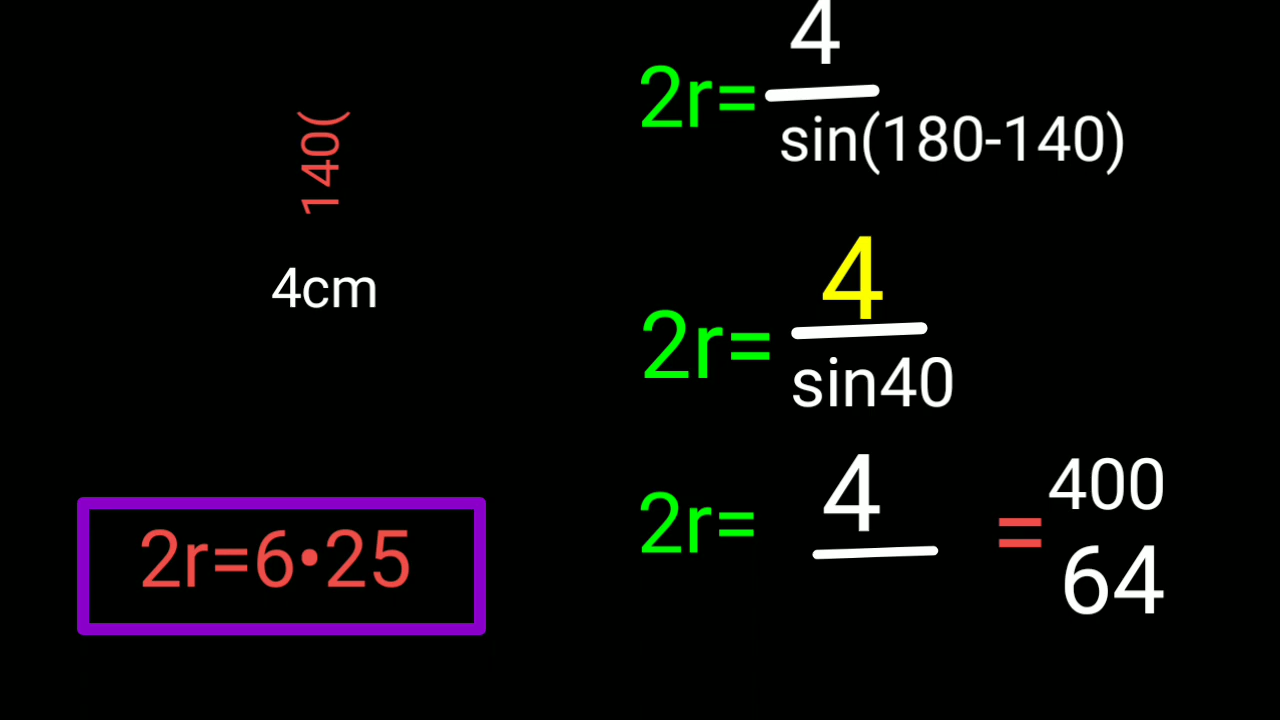 140(
4cm
2r=6•25
4
2r=
sin(180-140)
4
2r=
sin40
4
2r=
=
400
64